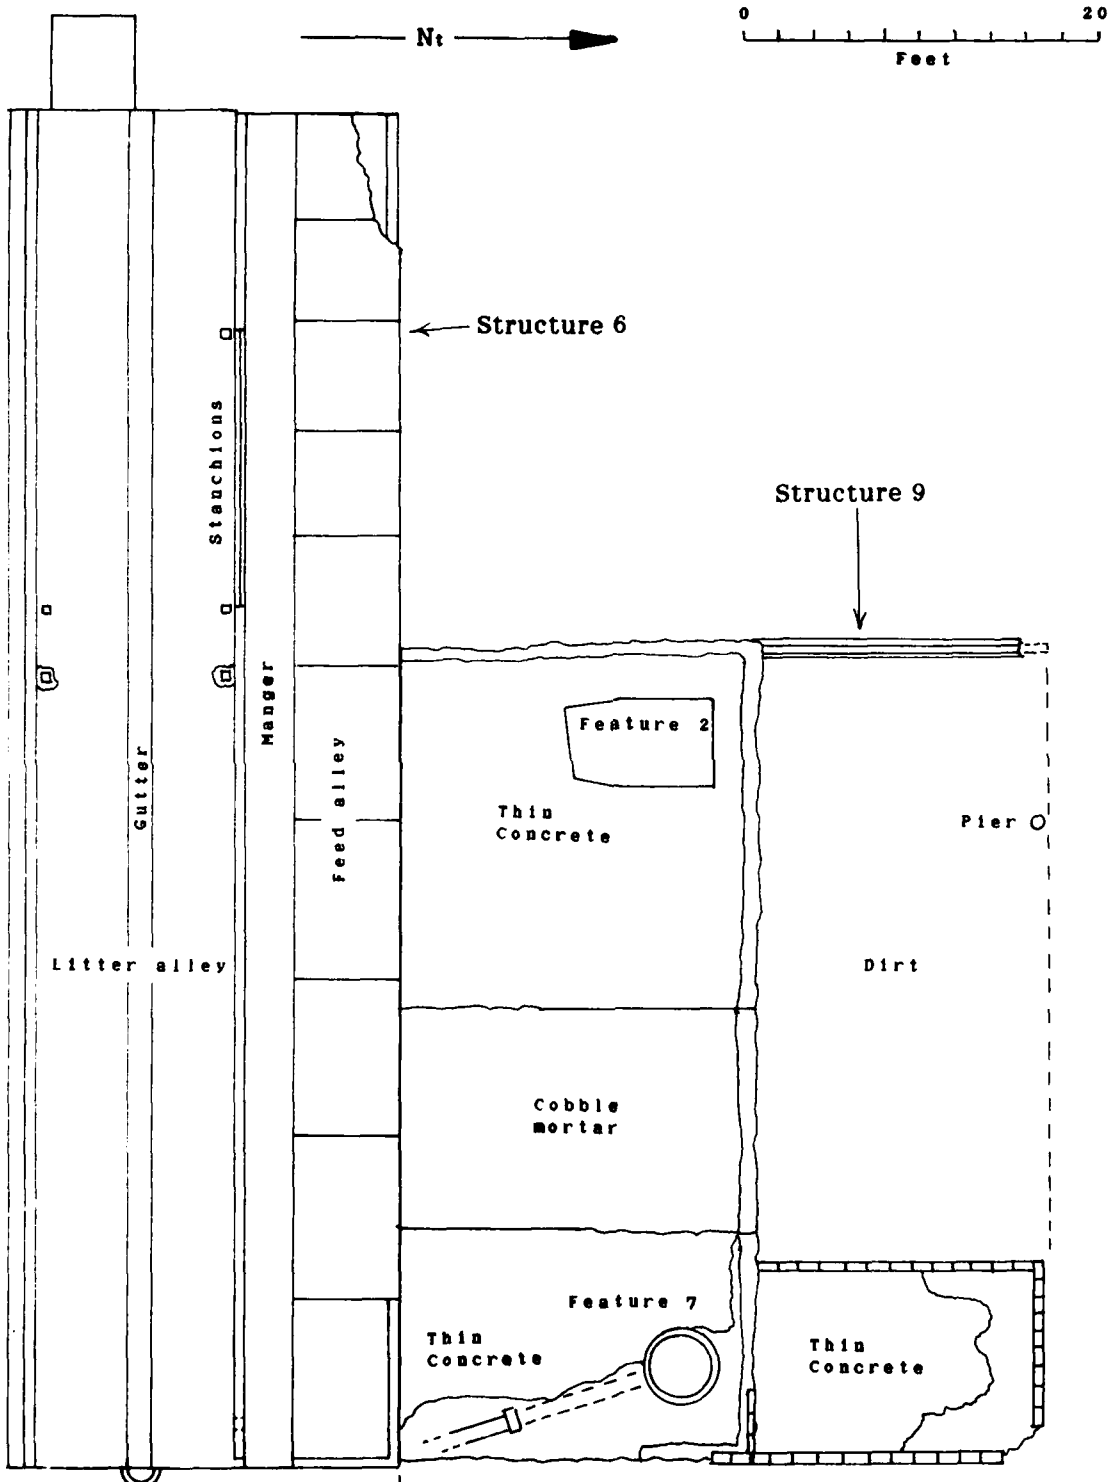 0 20
Nt
Feet
Structure 6
Stanchions
Structure 9
Manger
Feature 2
Gutter
Feed alley
Thin
Concrete
Pier
Litter alley
Dirt
Cobble
mortar
Feature 7
Thin
Concrete
Thin
Concrete